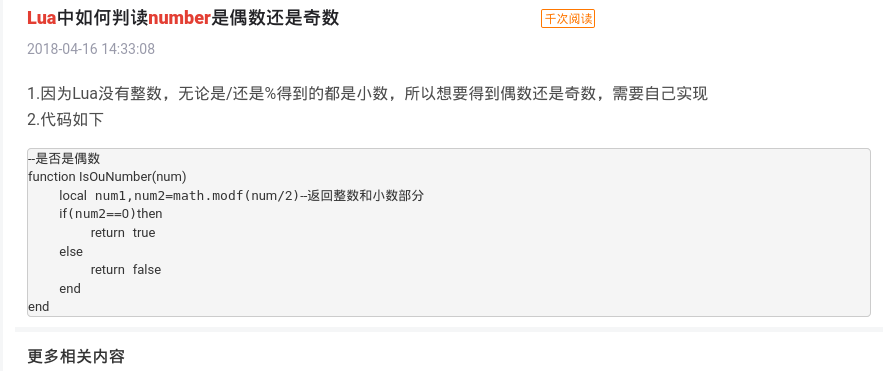 Lua中如何判读number是偶数还是奇数
千次阅读
2018-04-16 14:33:08
1.因为Lua没有整数，无论是/还是%得到的都是小数，所以想要得到偶数还是奇数，需要自己实现
2.代码如下
--是否是偶数
function IsOuNumber(num)
    local num1,num2=math.modf(num/2)--返回整数和小数部分
    if(num2==0)then
        return true
    else
        return false
    end
end
更多相关内容